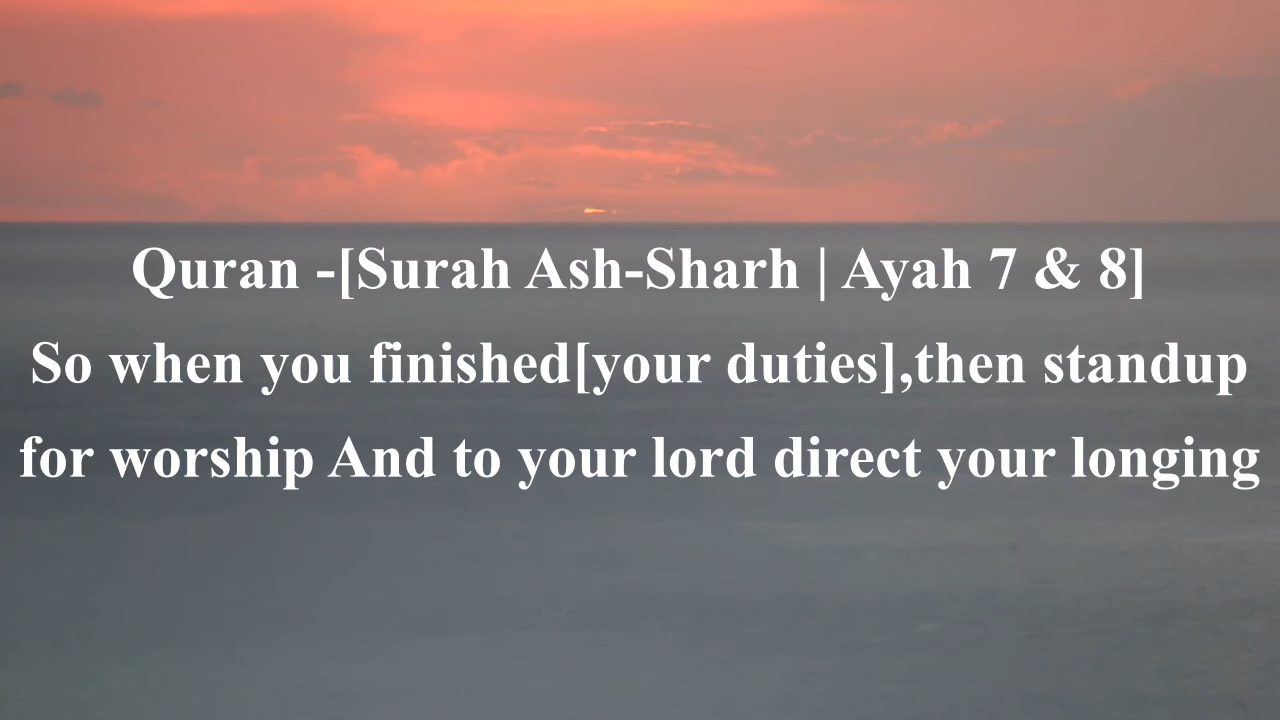 Quran -[Surah Ash-Sharh | Ayah 7 & 8]
So when you finished[your duties],then standup
for worship And to your lord direct your longing